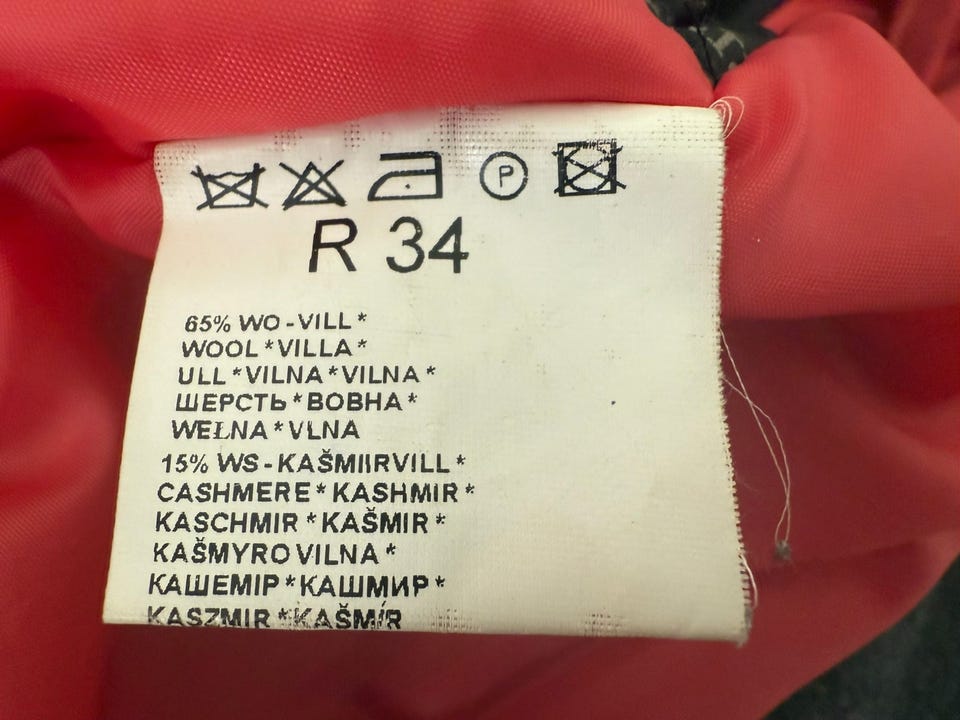 P
R 34
65% WO-VILL*
WOOL*VILLA*
ULL*VILNA*VILNA*
ШЕРСТЬ*ВОВНА*
WEŁNA*VLNA
15% WS-KAŠMIIRVILL*
CASHMERE*KASHMIR*
KASCHMIR*KAŠMIR*
KAŠMYRO VILNA*
КАШЕМІР*КАШМИР*
KASZMIR*KAŠMÍR